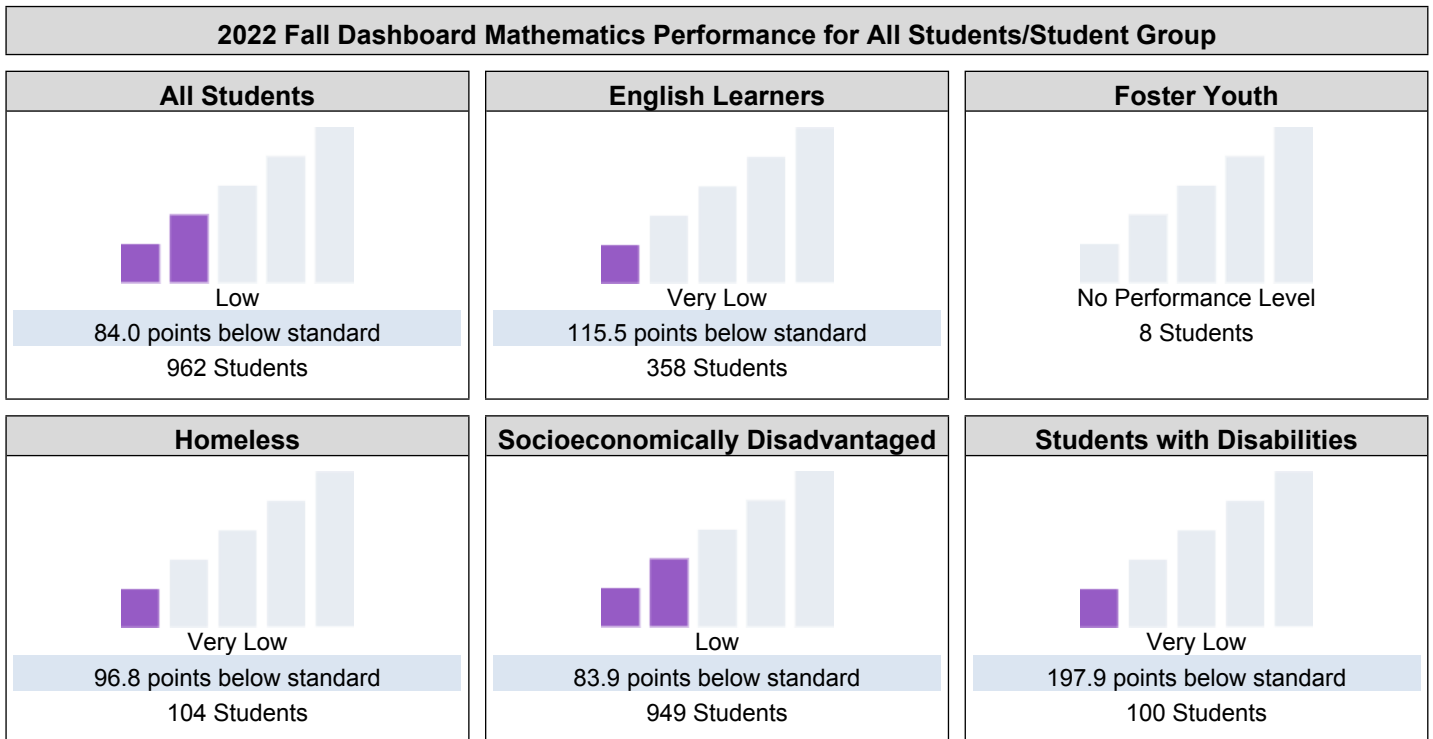 2022 Fall Dashboard Mathematics Performance for All Students/Student Group
All Students
Low
84.0 points below standard
962 Students
English Learners
Very Low
115.5 points below standard
358 Students
Foster Youth
No Performance Level
8 Students
Homeless
Very Low
96.8 points below standard
104 Students
Socioeconomically Disadvantaged
Low
83.9 points below standard
949 Students
Students with Disabilities
Very Low
197.9 points below standard
100 Students